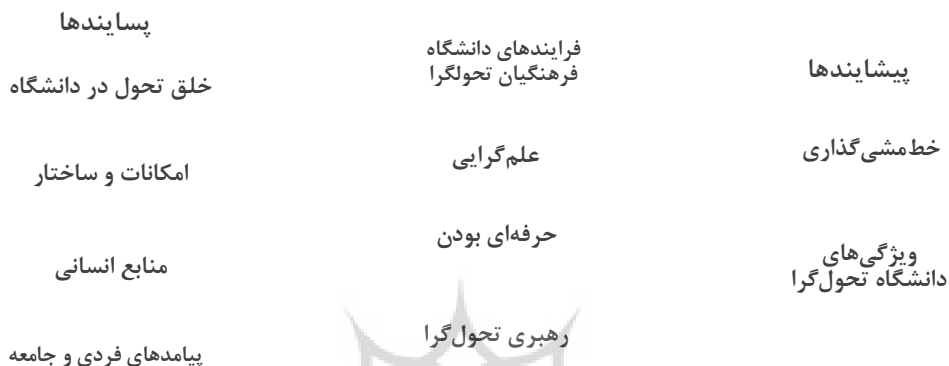 پیشایندها
خط‌مشی‌گذاری
ویژگی‌های
دانشگاه تحول‌گرا
فرایندهای دانشگاه
فرهنگیان تحولگرا
علم‌گرایی
حرفه‌ای بودن
رهبری تحول‌گرا
پسایندها
خلق تحول در دانشگاه
امکانات و ساختار
منابع انسانی
پیامدهای فردی و جامعه